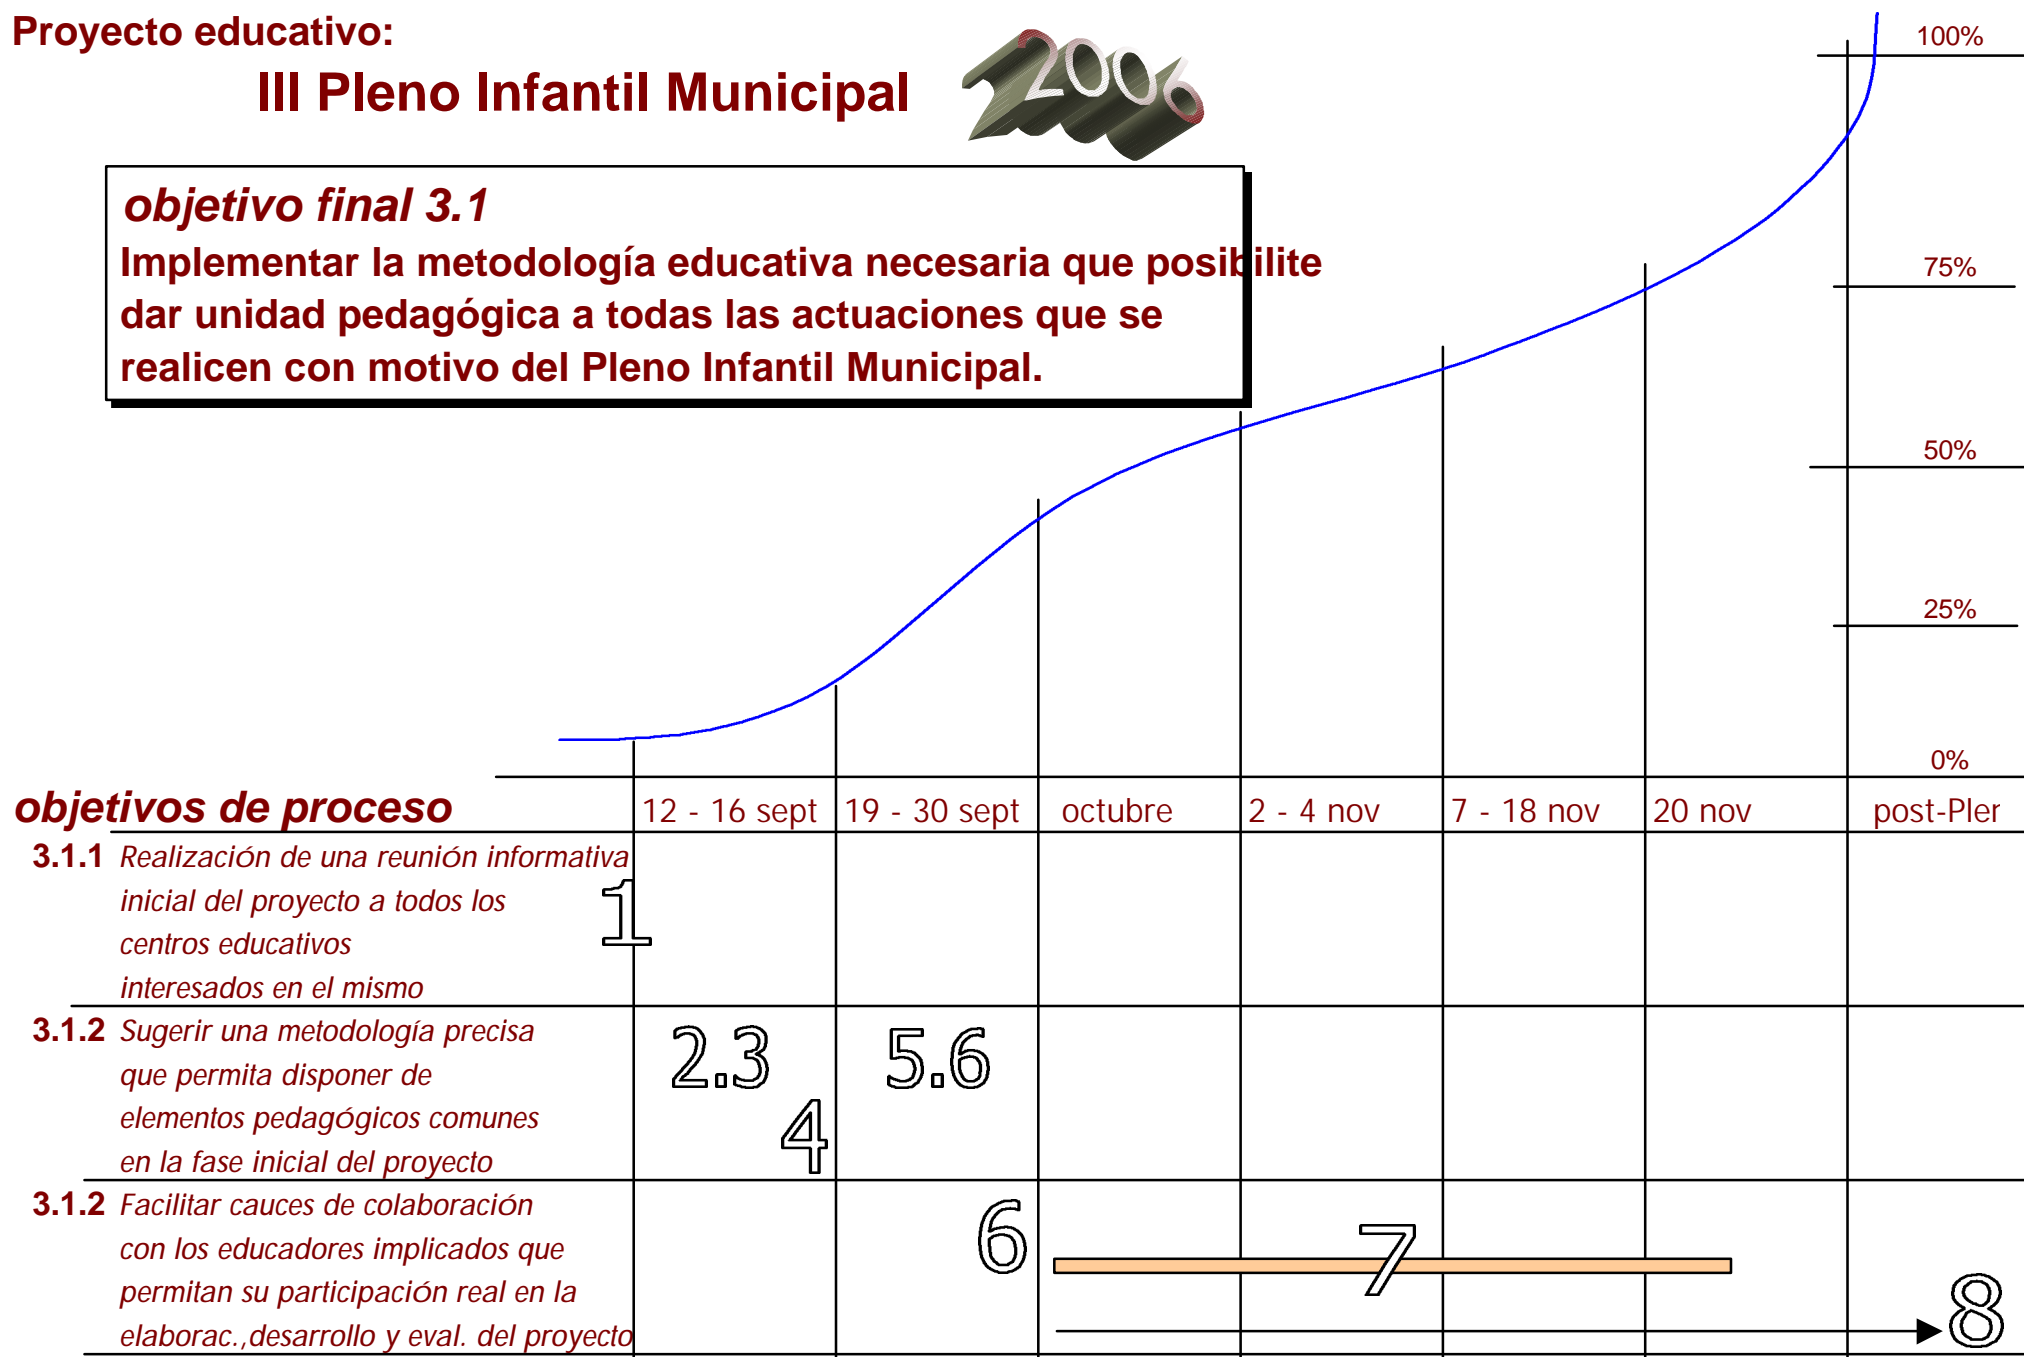 Proyecto educativo:
III Pleno Infantil Municipal
2006
objetivo final 3.1
Implementar la metodología educativa necesaria que posibilite
dar unidad pedagógica a todas las actuaciones que se
realicen con motivo del Pleno Infantil Municipal.
100%
75%
50%
25%
0%
objetivos de proceso
12 - 16 sept
19 - 30 sept
octubre
2 - 4 nov
7 - 18 nov
20 nov
post-Pler
3.1.1 Realización de una reunión informativa
inicial del proyecto a todos los
centros educativos
interesados en el mismo
1
3.1.2 Sugerir una metodología precisa
que permita disponer de
elementos pedagógicos comunes
en la fase inicial del proyecto
2.3
4
5.6
3.1.2 Facilitar cauces de colaboración
con los educadores implicados que
permitan su participación real en la
elaborac.,desarrollo y eval. del proyecto
6
7
8